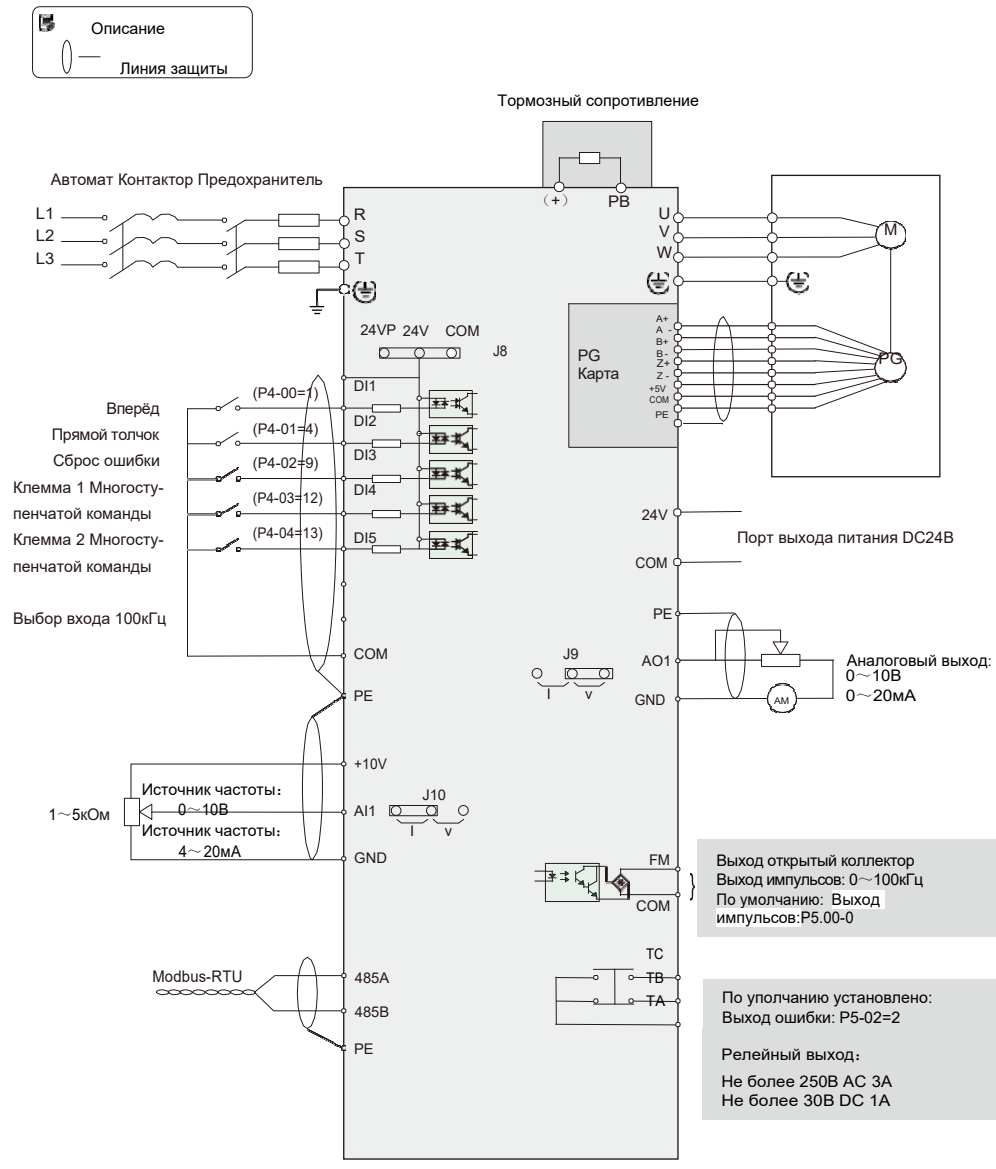 Описание
Линия защиты
Тормозный сопротивление
(+)
PB
Автомат Контактор Предохранитель
L1
L2
L3
R
S
T
U
V
W
M
24VP 24V COM
J8
PG
Карта
A+
A -
B+
B-
Z+
Z -
+5V
COM
PE
PG
DI1
Вперёд
(P4-00=1)
DI2
Прямой толчок
(P4-01=4)
DI3
Сброс ошибки
(P4-02=9)
DI4
Клемма 1 Многосту-
пенчатой команды
(P4-03=12)
DI5
Клемма 2 Многосту-
пенчатой команды
(P4-04=13)
Выбор входа 100кГц
COM
PE
24V
COM
Порт выхода питания DC24В
PE
AO1
GND
J9
I
v
AM
Аналоговый выход:
0～10В
0～20мА
+10V
AI1
GND
1～5кОм
Источник частоты：
0～10В
Источник частоты：
4～20мА
J10
I
v
FM
COM
}
Выход открытый коллектор
Выход импульсов: 0～100кГц
По умолчанию: Выход
импульсов:P5.00-0
Modbus-RTU
485A
485B
PE
TC
TB
TA
По уполчанию установлено:
Выход ошибки: P5-02=2
Релейный выход：
Не более 250В AC 3А
Не более 30В DC 1А